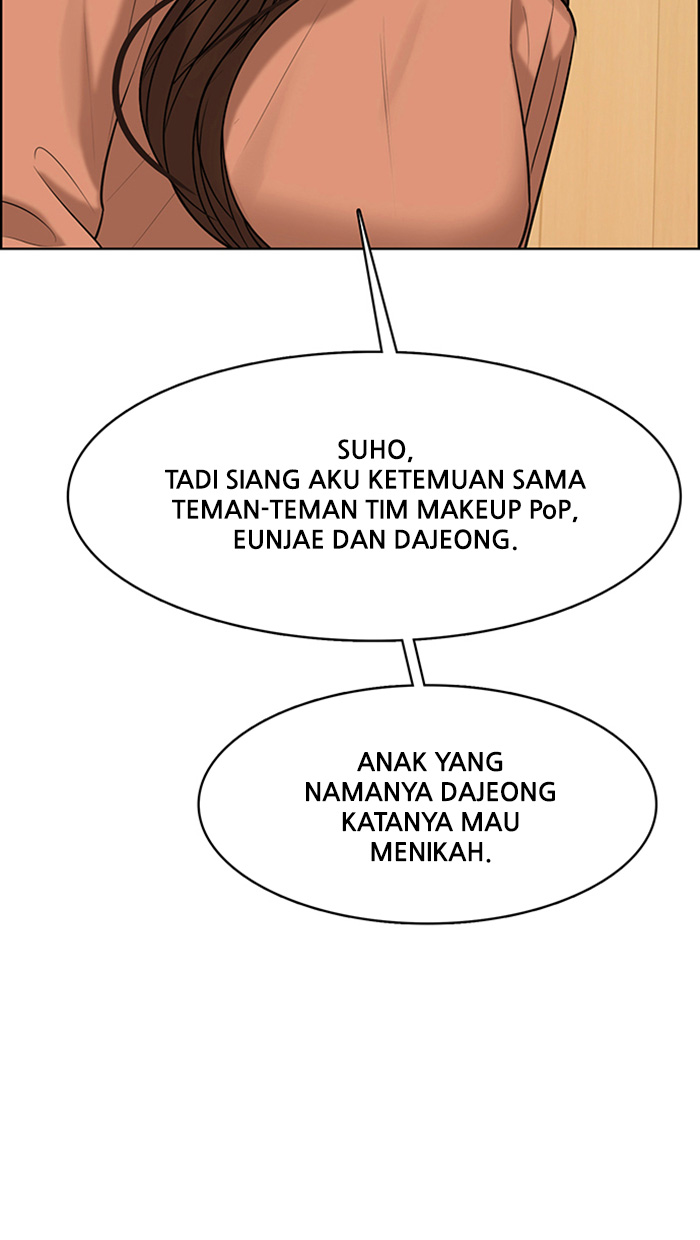 SUHO,
TADI SIANG AKU KETEMUAN SAMA
TEMAN-TEMAN TIM MAKEUP PoP,
EUNJAE DAN DAJEONG.
ANAK YANG
NAMANYA DAJEONG
KATANYA MAU
MENIKAH.